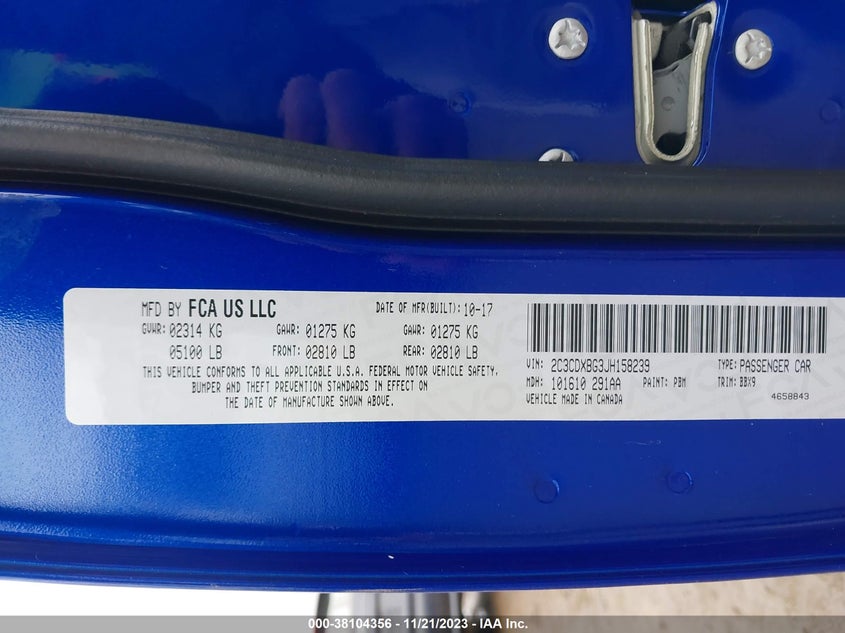 MFD BY FCA US LLC DATE OF MFR(BUILT): 10-17
GVWR: 02314 KG GAWR: 01275 KG GAWR: 01275 KG
05100 LB FRONT: 02810 LB REAR: 02810 LB
THIS VEHICLE CONFORMS TO ALL APPLICABLE U.S.A. FEDERAL MOTOR VEHICLE SAFETY,
BUMPER AND THEFT PREVENTION STANDARDS IN EFFECT ON
THE DATE OF MANUFACTURE SHOWN ABOVE.
VIN: 2C3CDXBG3JH158239 TYPE: PASSENGER CAR
MDH: 101610 291AA PAINT: PBM TRIM: BBX9
VEHICLE MADE IN CANADA 4658843
000-38104356 - 11/21/2023 - IAA Inc.